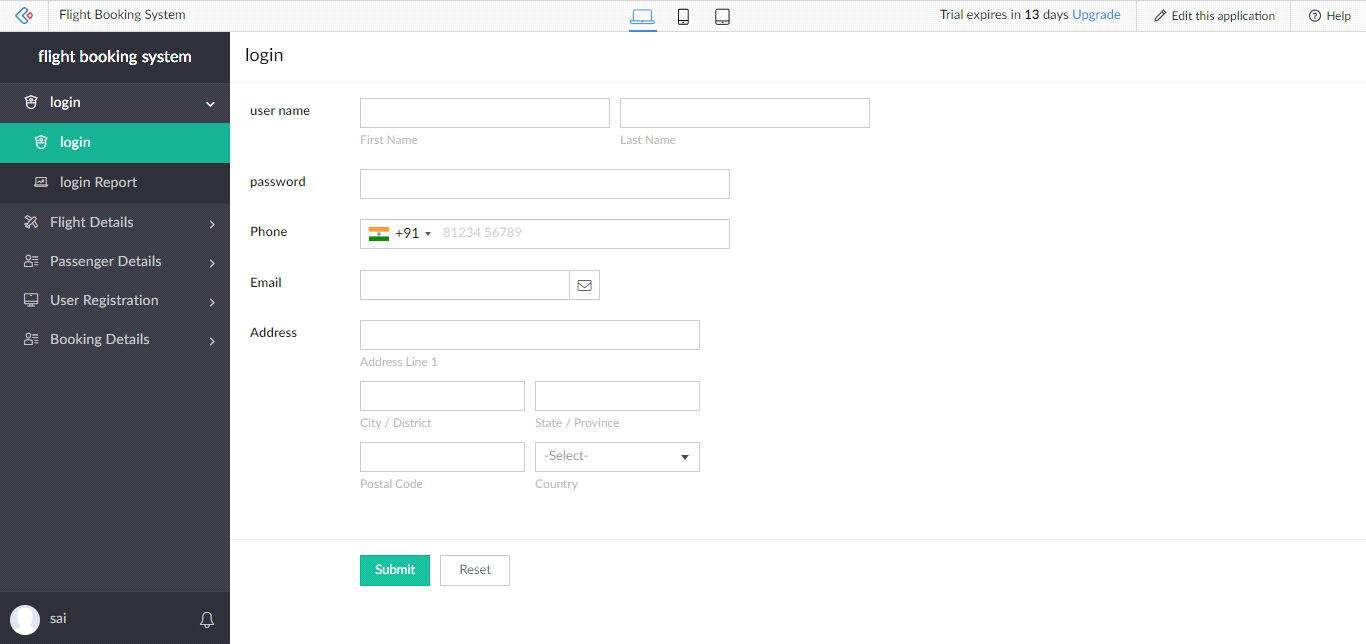 Flight Booking System
Trial expires in 13 days Upgrade
Edit this application
Help
flight booking system
login
login
login Report
Flight Details
Passenger Details
User Registration
Booking Details
sai
login
user name
First Name
Last Name
password
Phone
+91
81234 56789
Email
Address
Address Line 1
City / District
State / Province
-Select-
Postal Code
Country
Submit
Reset